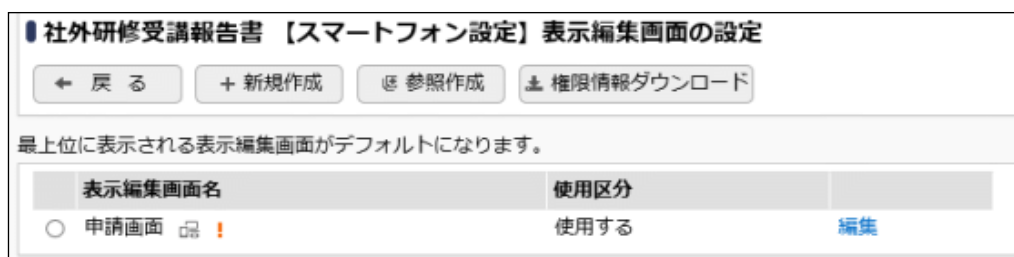 社外研修受講報告書 【スマートフォン設定】表示編集画面の設定
戻 る ＋新規作成 参照作成 権限情報ダウンロード
最上位に表示される表示編集画面がデフォルトになります。
表示編集画面名 使用区分
申請画面 ! 使用する 編集